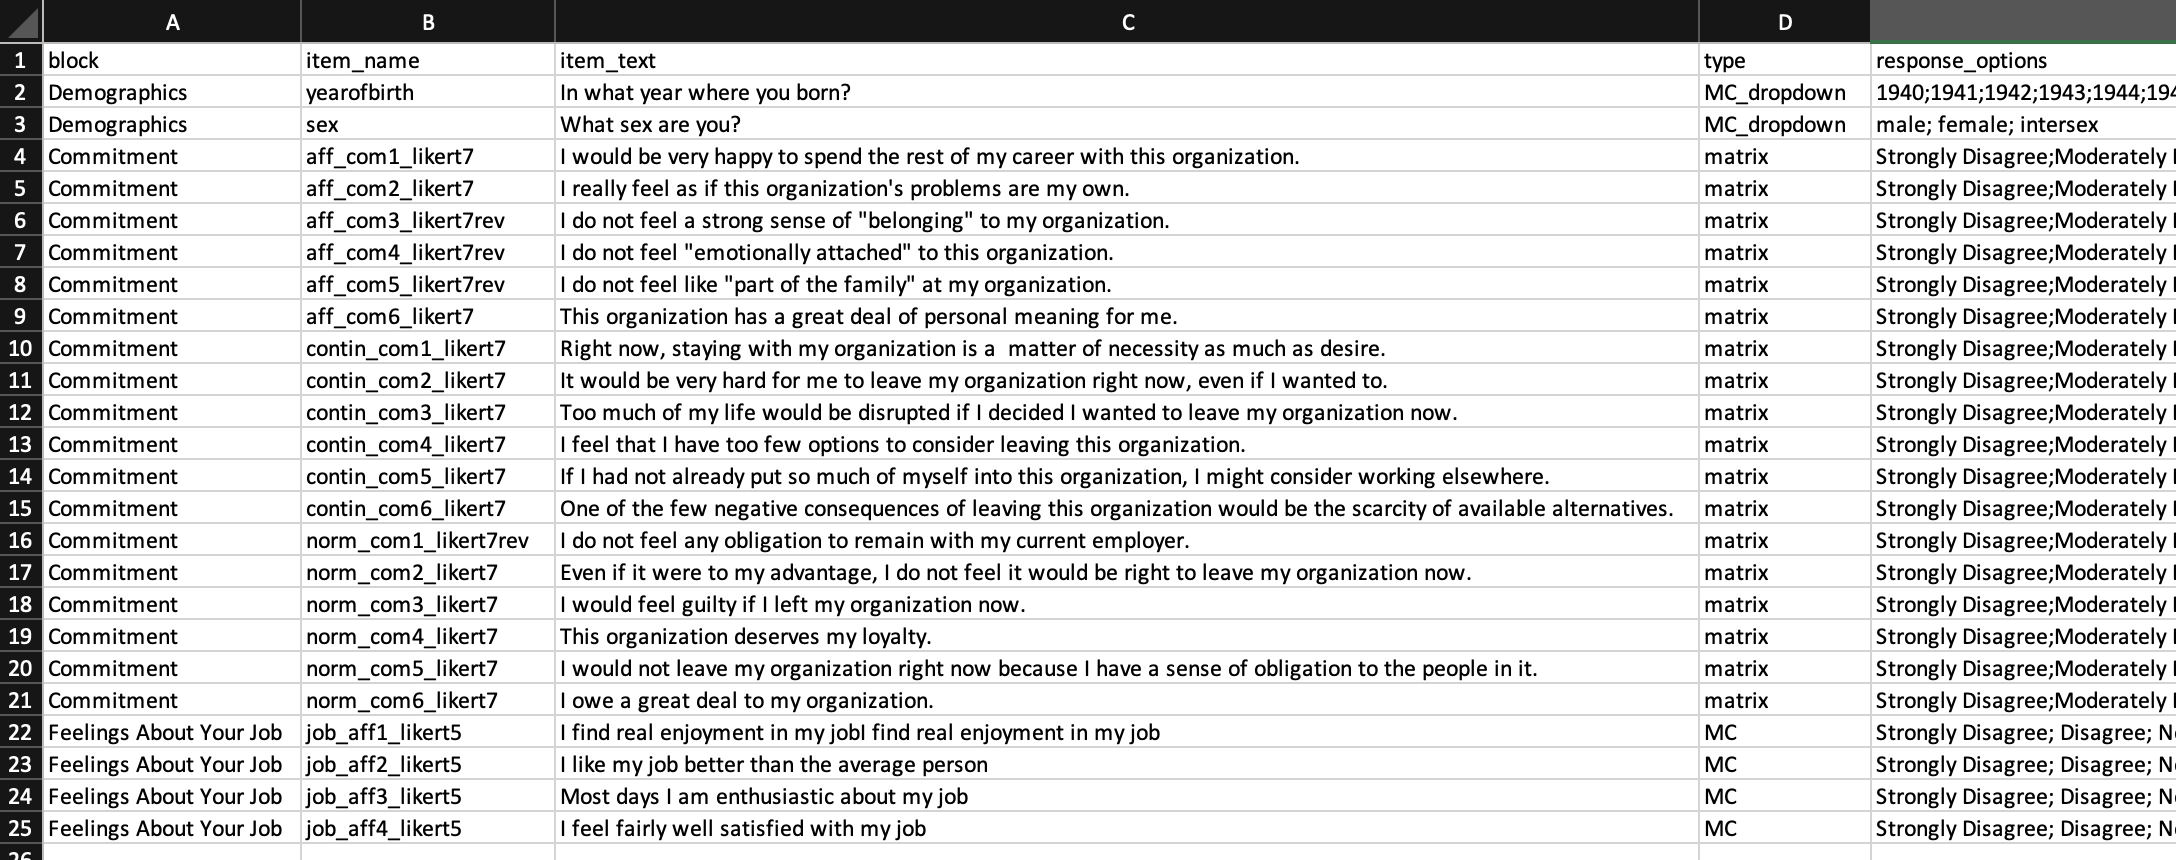 A B C D
1 block item_name item_text type response_options
2 Demographics yearofbirth In what year where you born? MC_dropdown 1940;1941;1942;1943;1944;194
3 Demographics sex What sex are you? MC_dropdown male; female; intersex
4 Commitment aff_com1_likert7 I would be very happy to spend the rest of my career with this organization. matrix Strongly Disagree;Moderately
5 Commitment aff_com2_likert7 I really feel as if this organization's problems are my own. matrix Strongly Disagree;Moderately
6 Commitment aff_com3_likert7rev I do not feel a strong sense of "belonging" to my organization. matrix Strongly Disagree;Moderately
7 Commitment aff_com4_likert7rev I do not feel "emotionally attached" to this organization. matrix Strongly Disagree;Moderately
8 Commitment aff_com5_likert7rev I do not feel like "part of the family" at my organization. matrix Strongly Disagree;Moderately
9 Commitment aff_com6_likert7 This organization has a great deal of personal meaning for me. matrix Strongly Disagree;Moderately
10 Commitment contin_com1_likert7 Right now, staying with my organization is a  matter of necessity as much as desire. matrix Strongly Disagree;Moderately
11 Commitment contin_com2_likert7 It would be very hard for me to leave my organization right now, even if I wanted to. matrix Strongly Disagree;Moderately
12 Commitment contin_com3_likert7 Too much of my life would be disrupted if I decided I wanted to leave my organization now. matrix Strongly Disagree;Moderately
13 Commitment contin_com4_likert7 I feel that I have too few options to consider leaving this organization. matrix Strongly Disagree;Moderately
14 Commitment contin_com5_likert7 If I had not already put so much of myself into this organization, I might consider working elsewhere. matrix Strongly Disagree;Moderately
15 Commitment contin_com6_likert7 One of the few negative consequences of leaving this organization would be the scarcity of available alternatives. matrix Strongly Disagree;Moderately
16 Commitment norm_com1_likert7rev I do not feel any obligation to remain with my current employer. matrix Strongly Disagree;Moderately
17 Commitment norm_com2_likert7 Even if it were to my advantage, I do not feel it would be right to leave my organization now. matrix Strongly Disagree;Moderately
18 Commitment norm_com3_likert7 I would feel guilty if I left my organization now. matrix Strongly Disagree;Moderately
19 Commitment norm_com4_likert7 This organization deserves my loyalty. matrix Strongly Disagree;Moderately
20 Commitment norm_com5_likert7 I would not leave my organization right now because I have a sense of obligation to the people in it. matrix Strongly Disagree;Moderately
21 Commitment norm_com6_likert7 I owe a great deal to my organization. matrix Strongly Disagree;Moderately
22 Feelings About Your Job job_aff1_likert5 I find real enjoyment in my jobI find real enjoyment in my job MC Strongly Disagree; Disagree;
23 Feelings About Your Job job_aff2_likert5 I like my job better than the average person MC Strongly Disagree; Disagree;
24 Feelings About Your Job job_aff3_likert5 Most days I am enthusiastic about my job MC Strongly Disagree; Disagree;
25 Feelings About Your Job job_aff4_likert5 I feel fairly well satisfied with my job MC Strongly Disagree; Disagree;